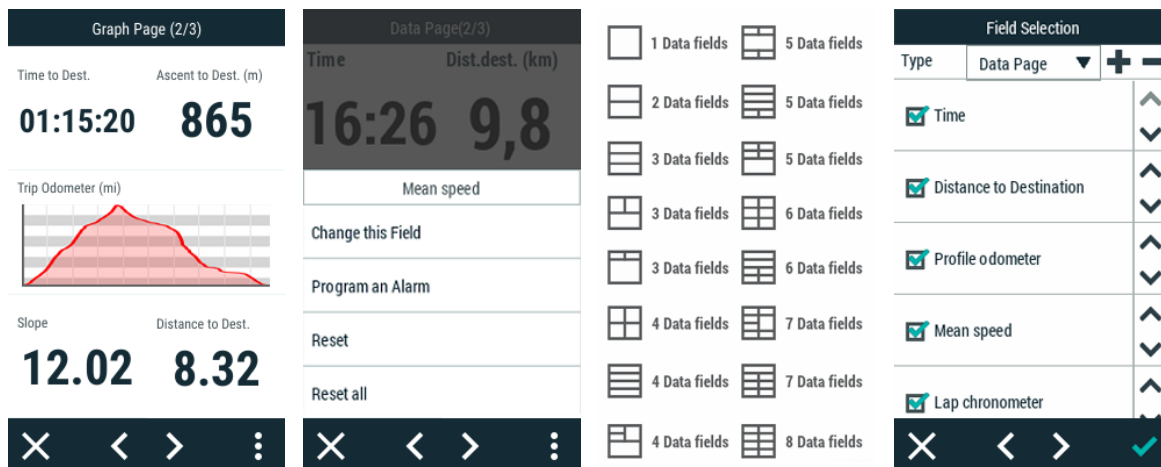 Graph Page (2/3)
Time to Dest. Ascent to Dest. (m)
01:15:20 865
Trip Odometer (mi)
Slope Distance to Dest.
12.02 8.32
Data Page(2/3)
Time Dist.dest. (km)
16:26 9,8
Mean speed
Change this Field
Program an Alarm
Reset
Reset all
1 Data fields 5 Data fields
2 Data fields 5 Data fields
3 Data fields 5 Data fields
3 Data fields 6 Data fields
3 Data fields 6 Data fields
4 Data fields 7 Data fields
4 Data fields 7 Data fields
4 Data fields 8 Data fields
Field Selection
Type Data Page
Time
Distance to Destination
Profile odometer
Mean speed
Lap chronometer